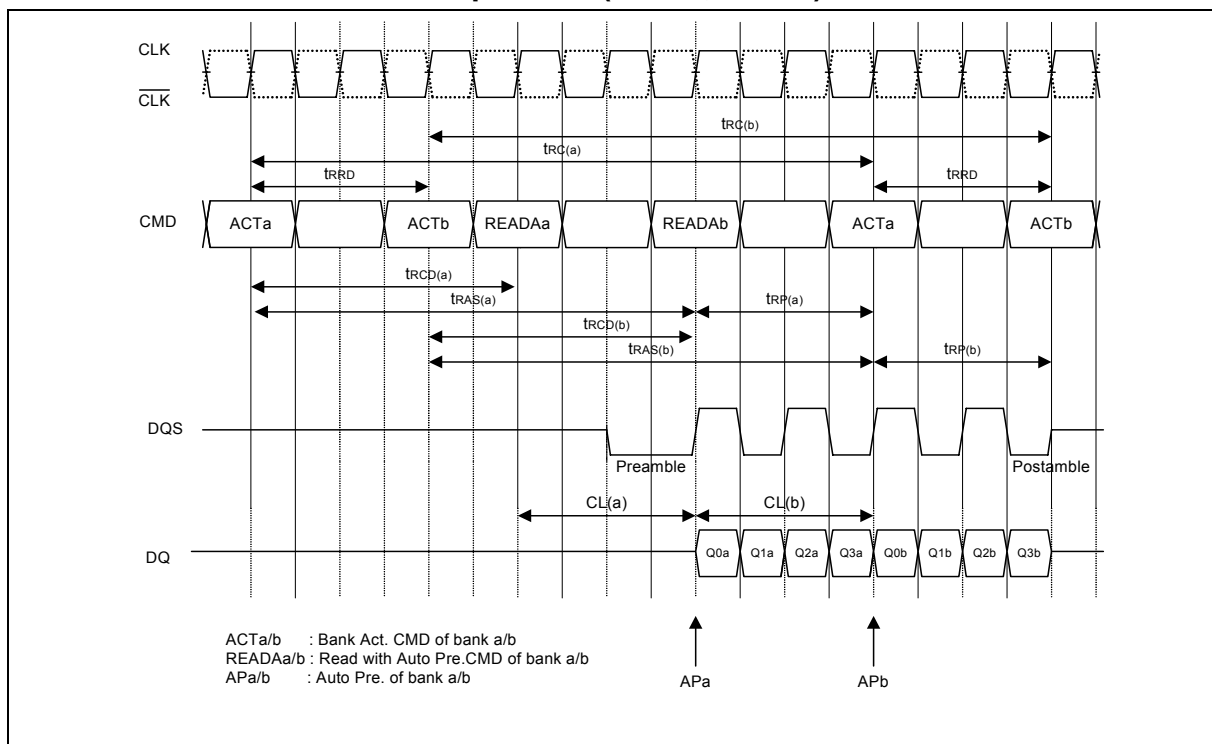 CLK
CLK
tRC(b)
tRC(a)
tRRD tRRD
CMD ACTa ACTb READAa READAb ACTa ACTb
tRCD(a)
tRAS(a) tRP(a)
tRCD(b)
tRAS(b) tRP(b)
DQS
Preamble Postamble
CL(a) CL(b)
DQ Q0a Q1a Q2a Q3a Q0b Q1b Q2b Q3b
ACTa/b : Bank Act. CMD of bank a/b
READAa/b : Read with Auto Pre.CMD of bank a/b
APa/b : Auto Pre. of bank a/b
APa APb